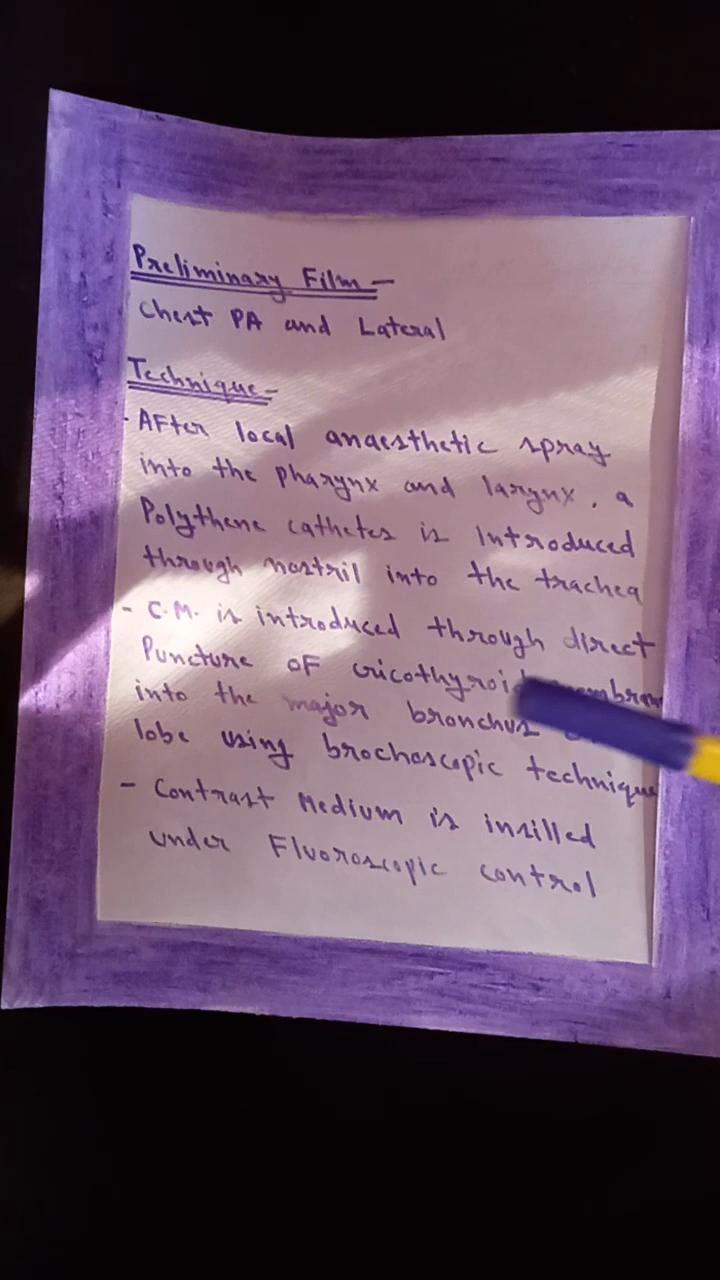 Preliminary Film -
Chest PA and Lateral
Technique -
- After local anaesthetic spray
into the pharynx and larynx, a
Polythene catheter is introduced
through nostril into the trachea
- C.M. is introduced through direct
Puncture of cricothyroid
into the major bronchus
lobe using brochoscopic technique
- Contrast Medium is insilled
under Fluoroscopic control